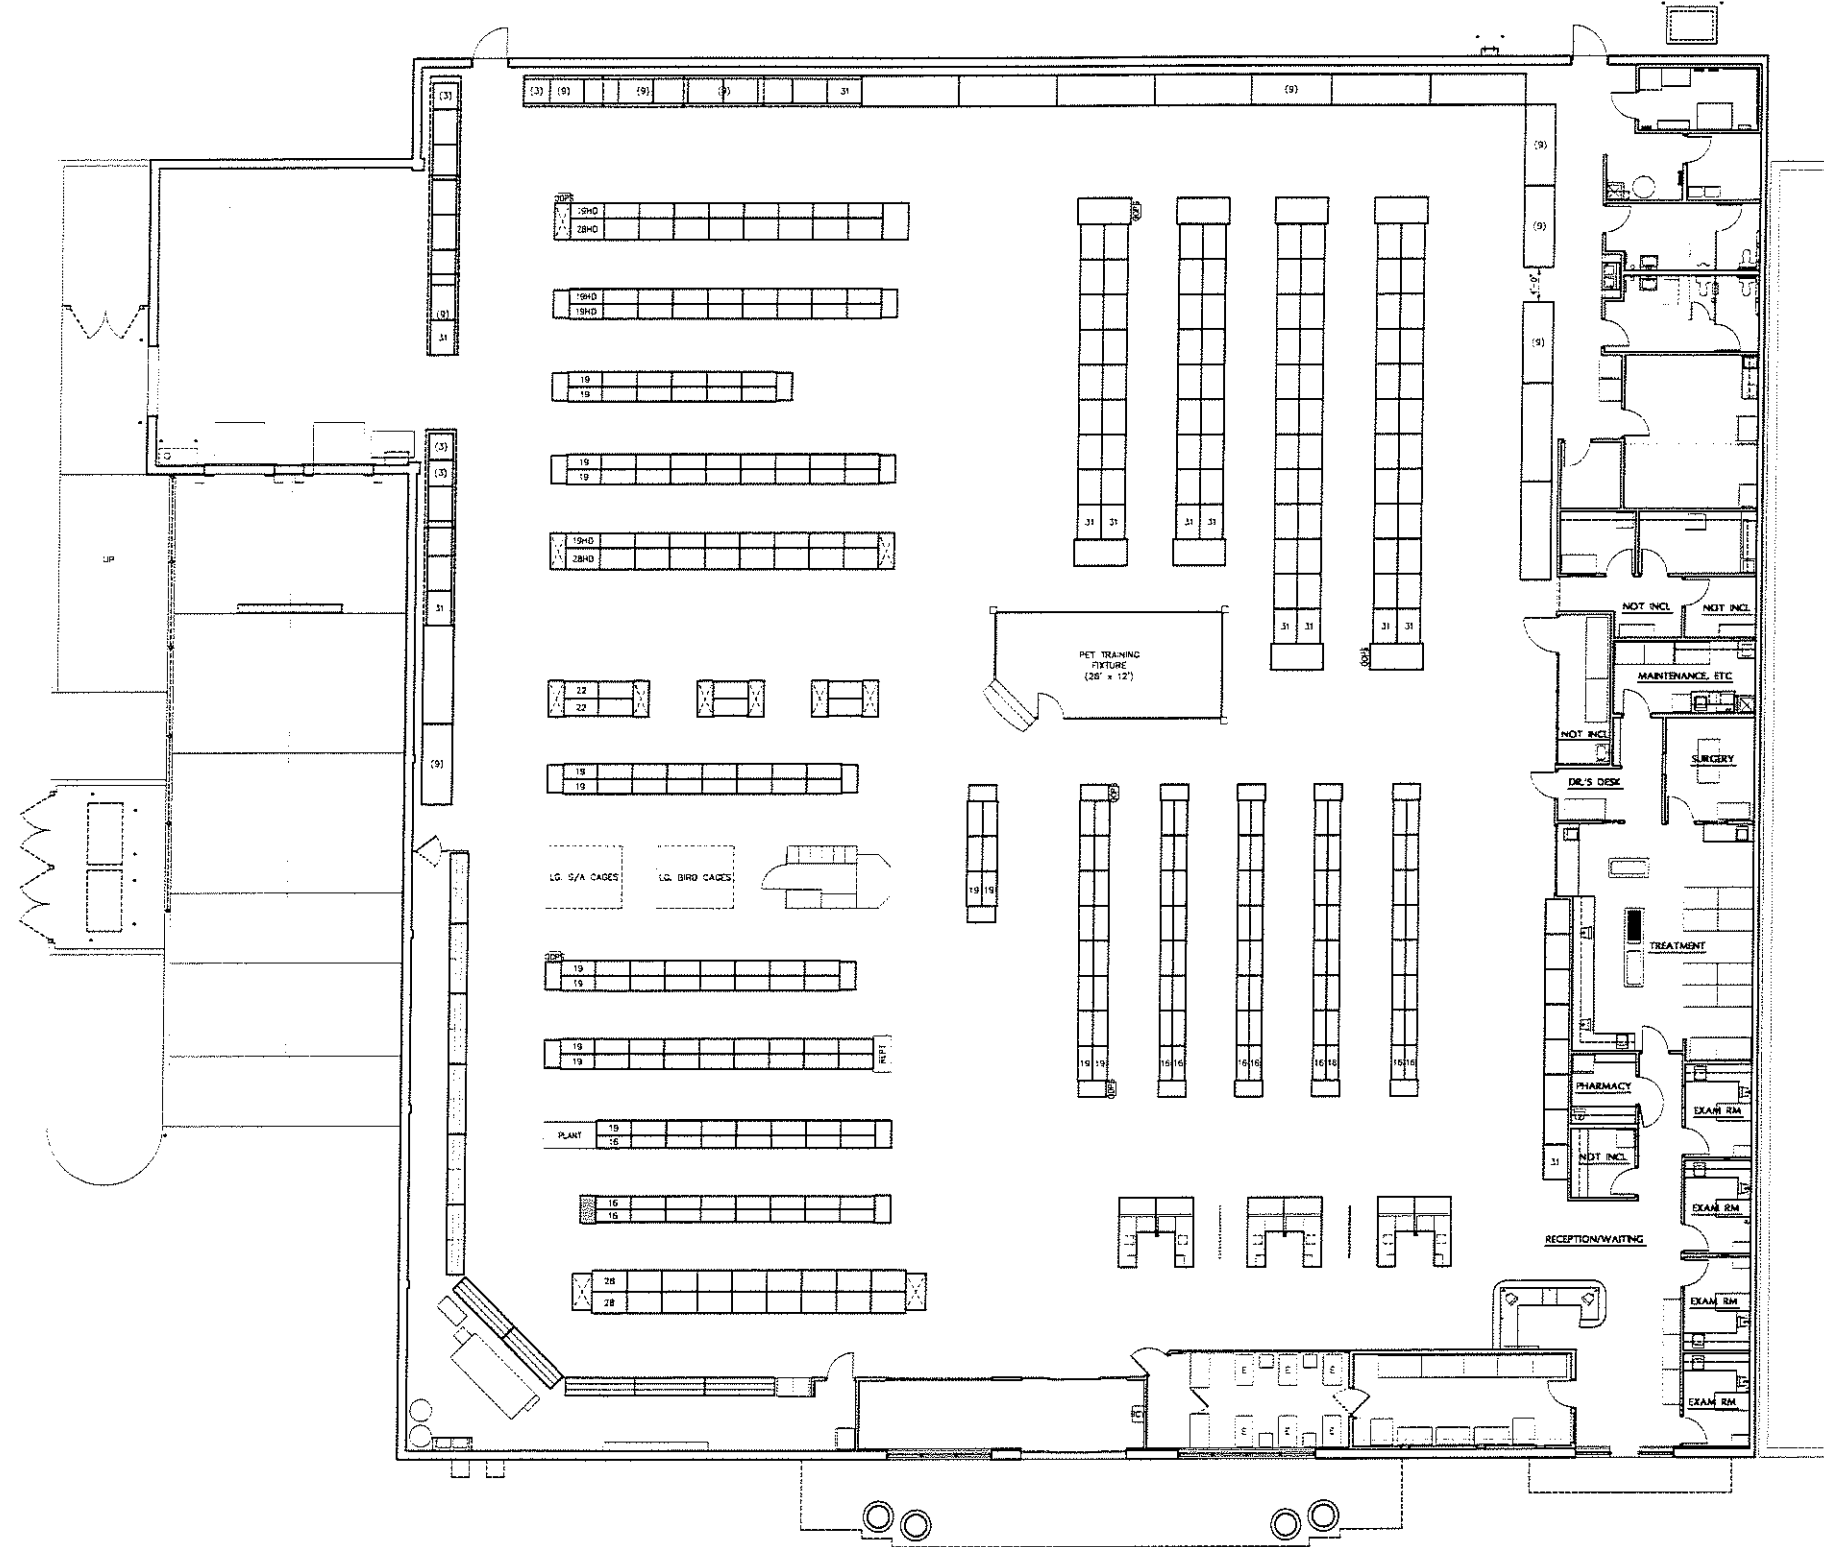 (3)
(3) (9)
(9)
31
(9)
(9)
19HD
28HD
(9)
19HD
19HD
(9)
31
(9)
19
19
(3)
(3)
19
19
31 31
31 31
19HD
28HD
UP
31
NOT INCL
NOT INCL
31 31
31 31
PET TRAINING
FIXTURE
(26' x 12')
MAINTENANCE, ETC
22
22
NOT INCL
(9)
SURGERY
19
19
DR.'S DESK
LG. S/A CAGES
LG. BIRD CAGES
19 19
TREATMENT
19
19
19
19
REPT
19 19
16 16
16 16
16 16
16 16
PHARMACY
EXAM RM
PLANT
19
16
NOT INCL
31
16
16
EXAM RM
RECEPTION/WAITING
28
28
EXAM RM
EXAM RM